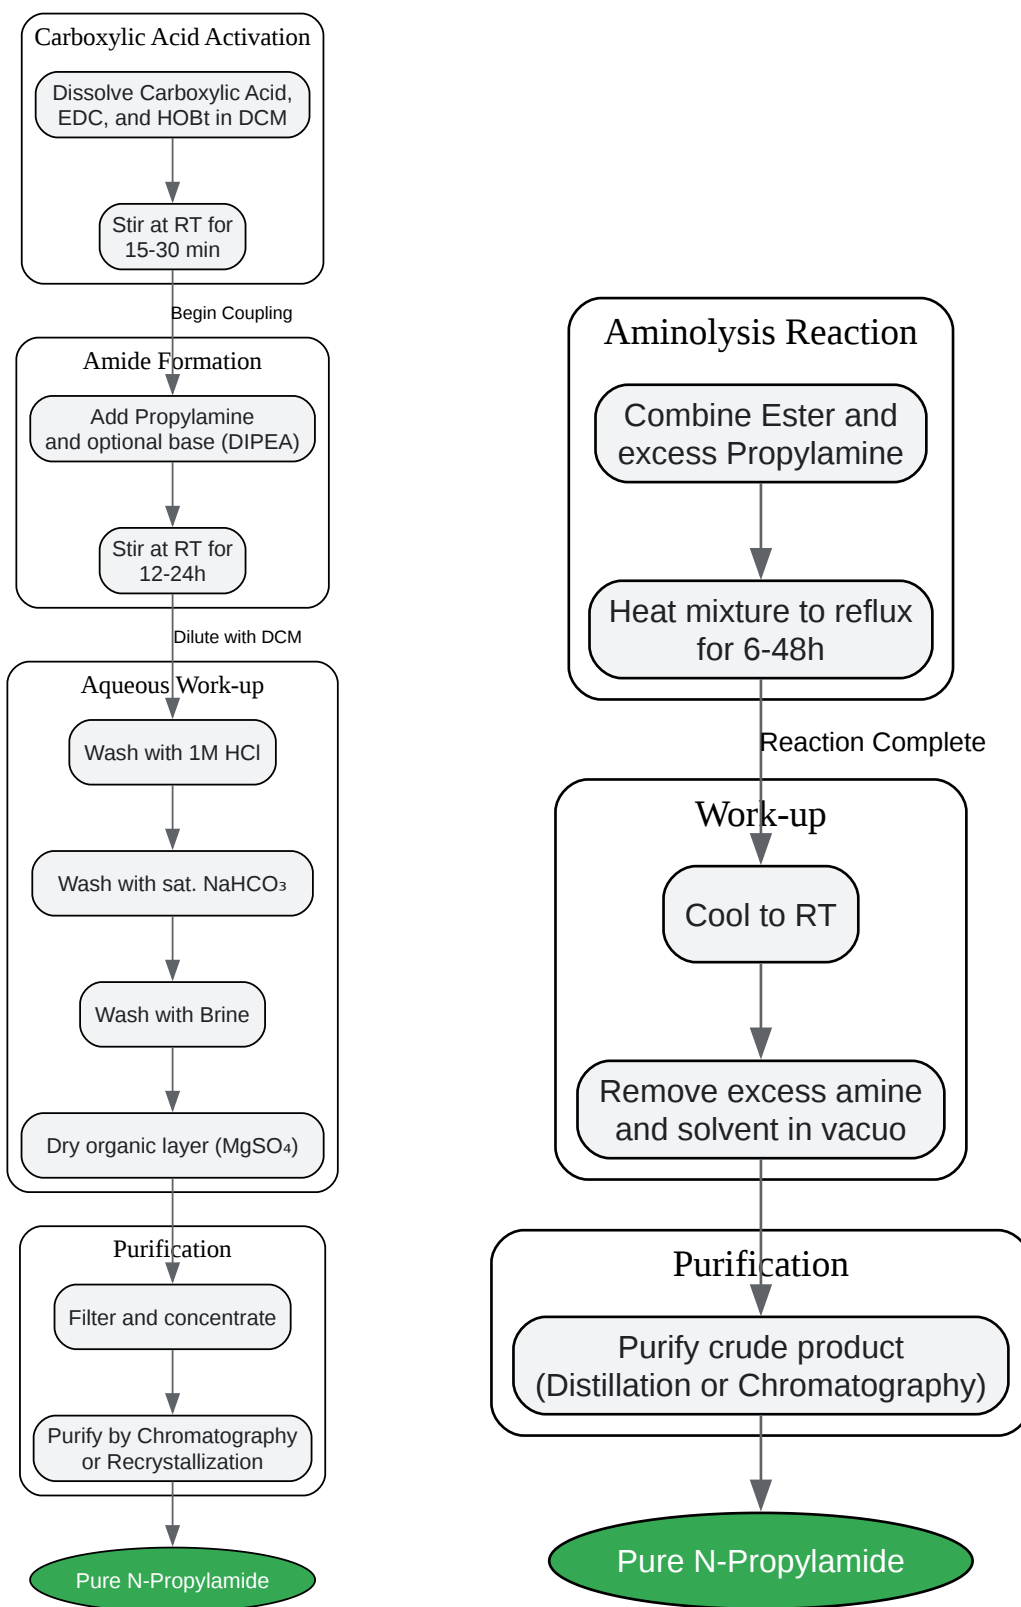 Carboxylic Acid Activation
Dissolve Carboxylic Acid,
EDC, and HOBt in DCM
Stir at RT for
15-30 min
Begin Coupling
Amide Formation
Add Propylamine
and optional base (DIPEA)
Stir at RT for
12-24h
Dilute with DCM
Aqueous Work-up
Wash with 1M HCl
Wash with sat. NaHCO₃
Wash with Brine
Dry organic layer (MgSO₄)
Purification
Filter and concentrate
Purify by Chromatography
or Recrystallization
Pure N-Propylamide
Aminolysis Reaction
Combine Ester and
excess Propylamine
Heat mixture to reflux
for 6-48h
Reaction Complete
Work-up
Cool to RT
Remove excess amine
and solvent in vacuo
Purification
Purify crude product
(Distillation or Chromatography)
Pure N-Propylamide